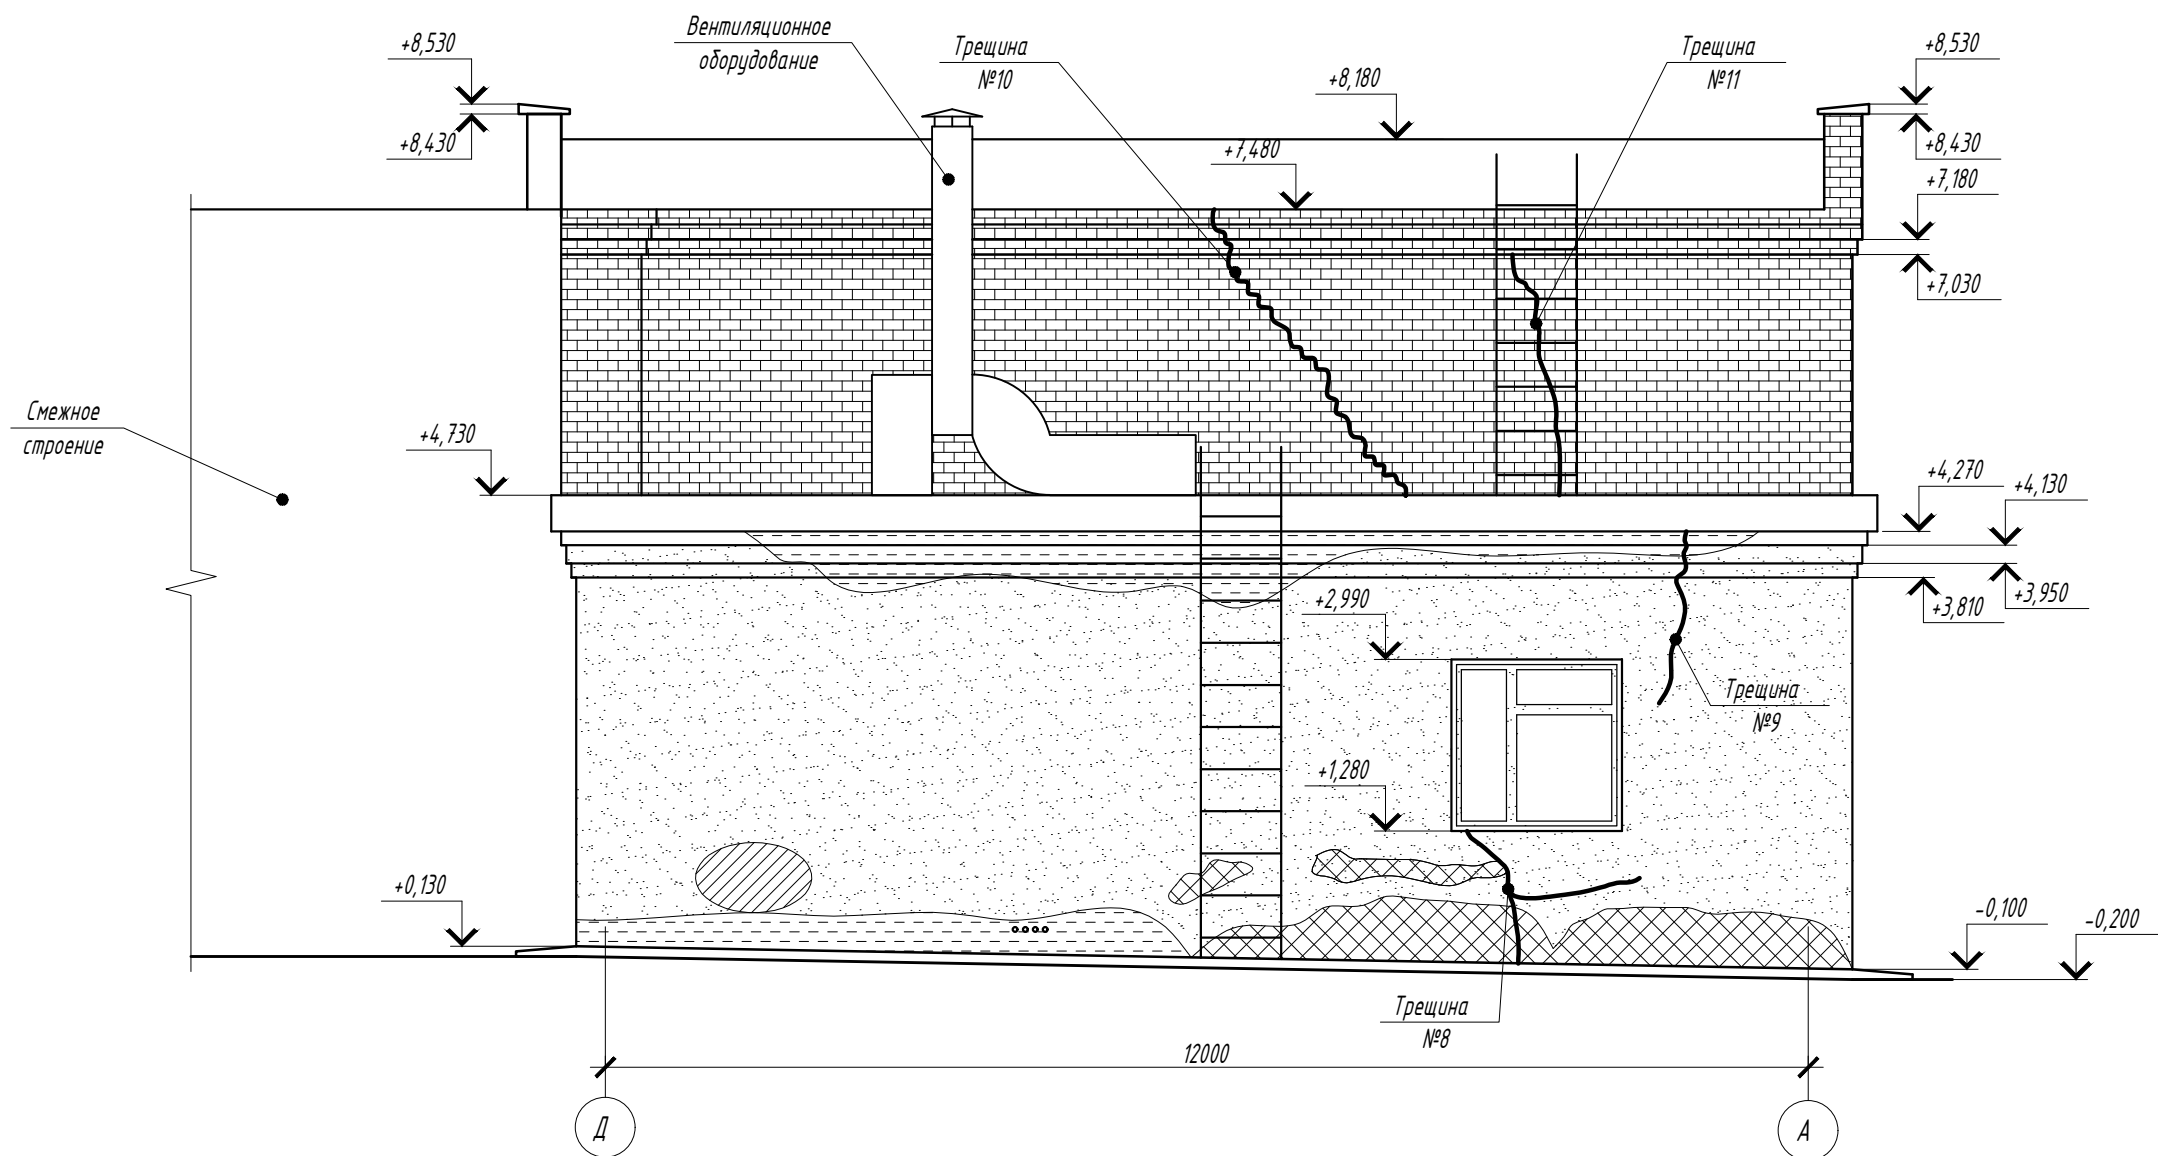 Вентиляционное
оборудование
Трещина
№10
Трещина
№11
+8,530
+8,530
+8,180
+8,430
+7,480
+8,430
+7,180
+7,030
Смежное
строение
+4,730
+4,270
+4,130
+3,950
+3,810
+2,990
Трещина
№9
+1,280
+0,130
-0,100
-0,200
Трещина
№8
12000
Д
А